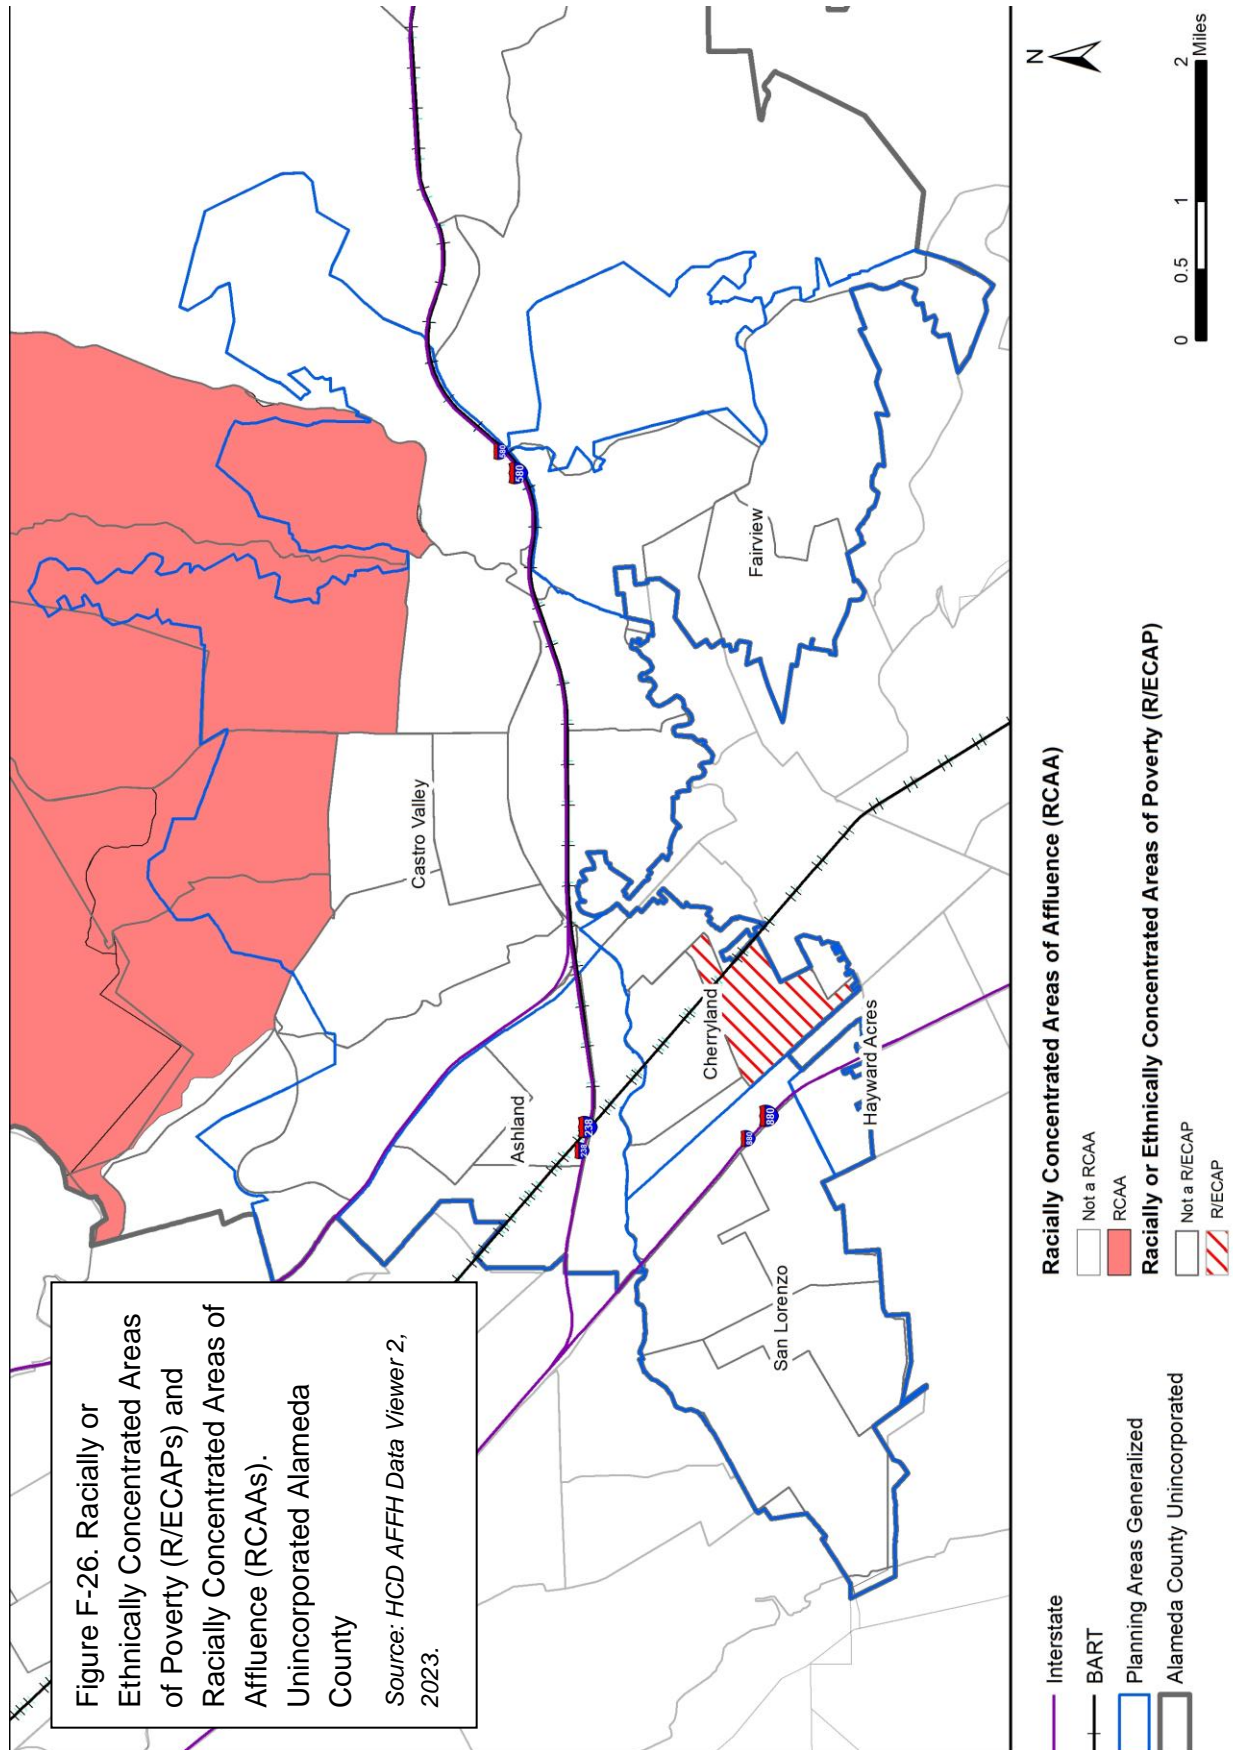 Figure F-26. Racially or
Ethnically Concentrated Areas
of Poverty (R/ECAPs) and
Racially Concentrated Areas of
Affluence (RCAAs).
Unincorporated Alameda
County
Source: HCD AFFH Data Viewer 2,
2023.
580
580
Castro Valley
Ashland
238
238
Fairview
Cherryland
880
880
Hayward Acres
San Lorenzo
Interstate
BART
Planning Areas Generalized
Alameda County Unincorporated
Racially Concentrated Areas of Affluence (RCAA)
Not a RCAA
RCAA
Racially or Ethnically Concentrated Areas of Poverty (R/ECAP)
Not a R/ECAP
R/ECAP
N
0 0.5 1 2
Miles